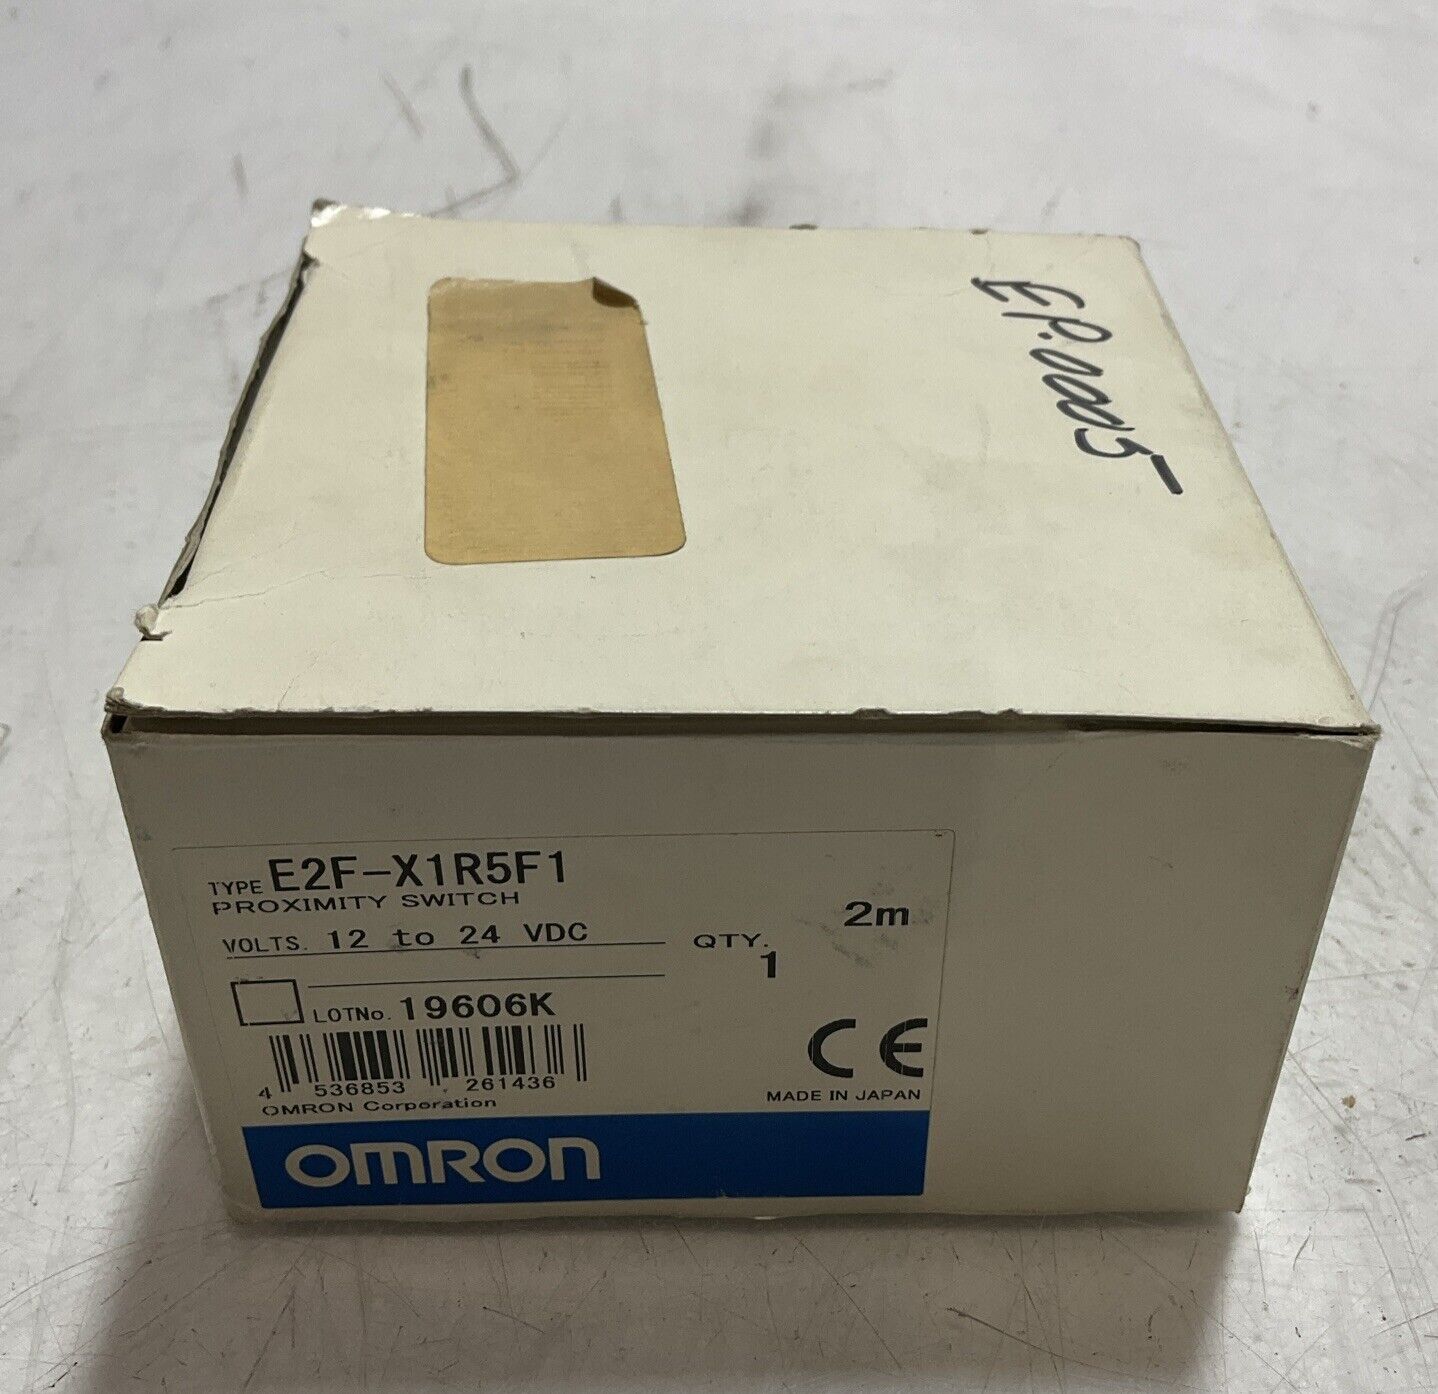 EP.0005
TYPE E2F-X1R5F1
PROXIMITY SWITCH
2m
VOLTS. 12 to 24 VDC
QTY. 1
LOTNo. 19606K
4 536853 261436
OMRON Corporation
CE
MADE IN JAPAN
OMRON